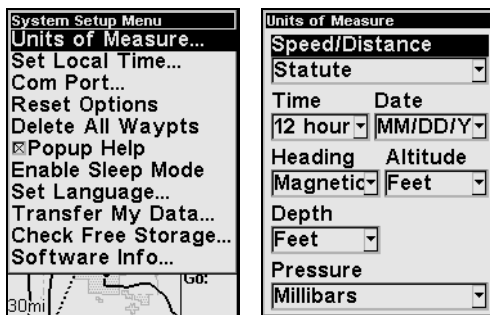 System Setup Menu
Units of Measure...
Set Local Time...
Com Port...
Reset Options
Delete All Waypts
Popup Help
Enable Sleep Mode
Set Language...
Transfer My Data...
Check Free Storage...
Software Info...
Go:
30mi
Units of Measure
Speed/Distance
Statute
Time Date
12 hour MM/DD/Y
Heading Altitude
Magnetic Feet
Depth
Feet
Pressure
Millibars